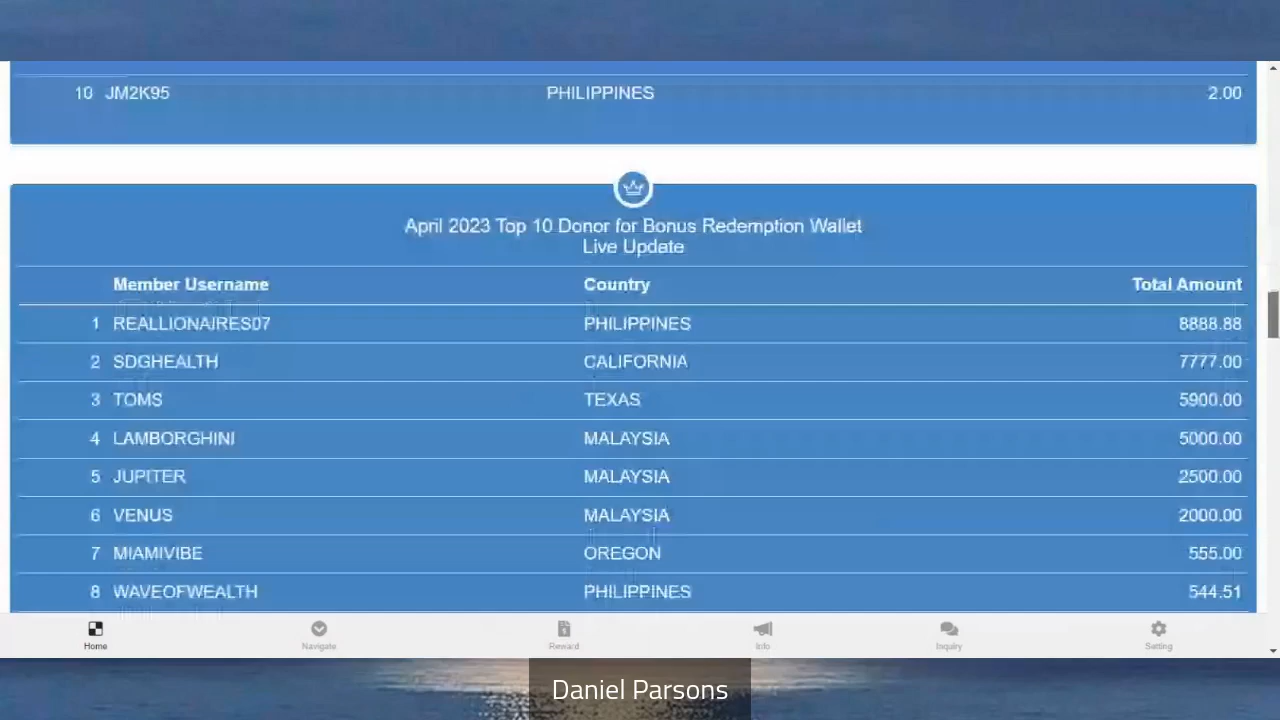 10 JM2K95 PHILIPPINES 2.00
April 2023 Top 10 Donor for Bonus Redemption Wallet
Live Update
Member Username Country Total Amount
1 REALLIONAIRES07 PHILIPPINES 8888.88
2 SDGHEALTH CALIFORNIA 7777.00
3 TOMS TEXAS 5900.00
4 LAMBORGHINI MALAYSIA 5000.00
5 JUPITER MALAYSIA 2500.00
6 VENUS MALAYSIA 2000.00
7 MIAMIVIBE OREGON 555.00
8 WAVEOFWEALTH PHILIPPINES 544.51
Home Navigate Reward Info Inquiry Setting
Daniel Parsons